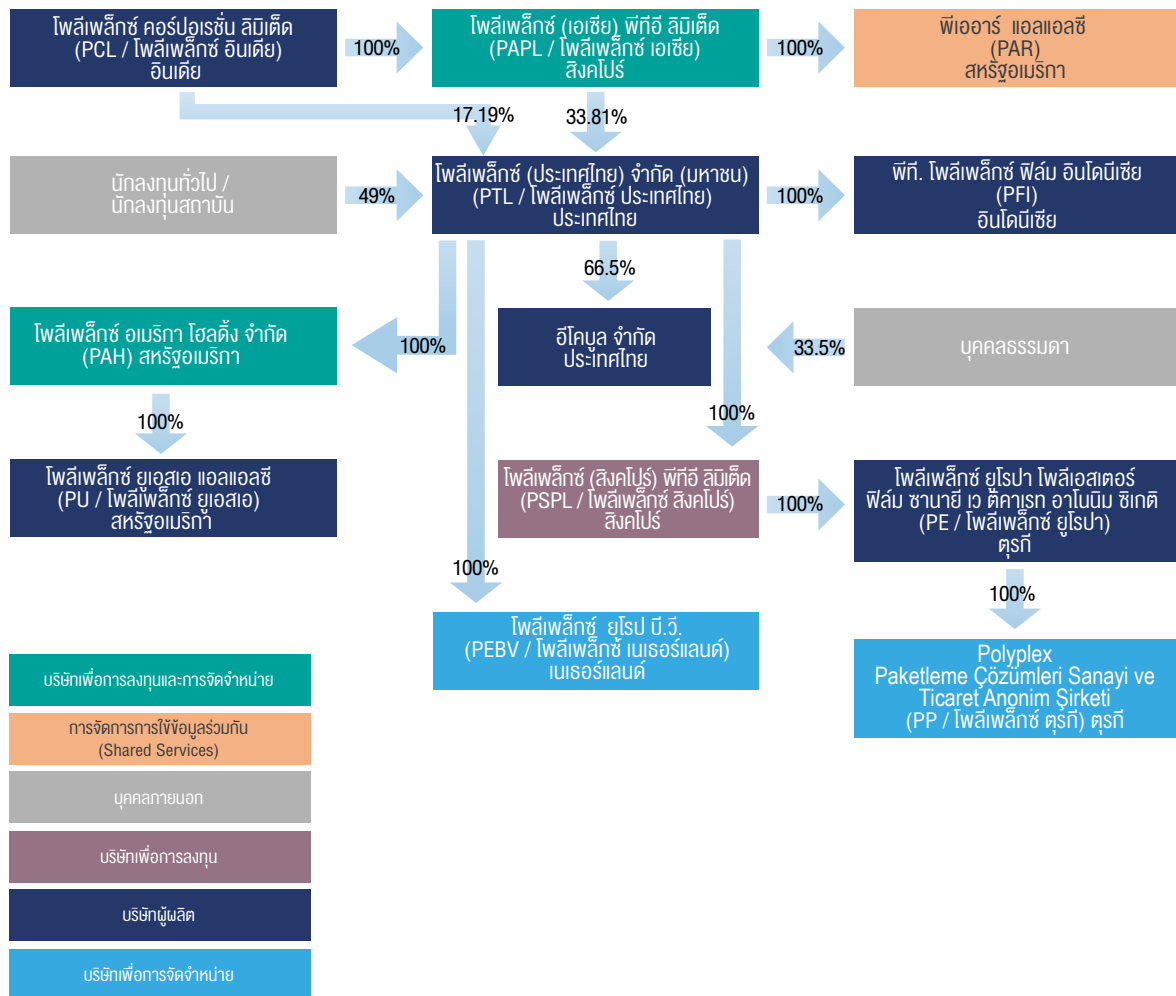 โพลีเพล็กซ์ คอร์ปอเรชั่น ลิมิเต็ด
(PCL / โพลีเพล็กซ์ อินเดีย)
อินเดีย
100%
โพลีเพล็กซ์ (เอเซีย) พีทีอี ลิมิเต็ด
(PAPL / โพลีเพล็กซ์ เอเซีย)
สิงคโปร์
100%
พีเออาร์ แอลแอลซี
(PAR)
สหรัฐอเมริกา
17.19%
33.81%
นักลงทุนทั่วไป /
นักลงทุนสถาบัน
49%
โพลีเพล็กซ์ (ประเทศไทย) จำกัด (มหาชน)
(PTL / โพลีเพล็กซ์ ประเทศไทย)
ประเทศไทย
100%
พีที. โพลีเพล็กซ์ ฟิล์ม อินโดนีเซีย
(PFI)
อินโดนีเซีย
66.5%
โพลีเพล็กซ์ อเมริกา โฮลดิ้ง จำกัด
(PAH) สหรัฐอเมริกา
100%
อีโคบูล จำกัด
ประเทศไทย
33.5%
บุคคลธรรมดา
100%
100%
โพลีเพล็กซ์ ยูเอสเอ แอลแอลซี
(PU / โพลีเพล็กซ์ ยูเอสเอ)
สหรัฐอเมริกา
โพลีเพล็กซ์ (สิงคโปร์) พีทีอี ลิมิเต็ด
(PSPL / โพลีเพล็กซ์ สิงคโปร์)
สิงคโปร์
100%
โพลีเพล็กซ์ ยูโรปา โพลีเอสเตอร์
ฟิล์ม ซานายี เว ติคาเรท อาโนนิม ซิเกติ
(PE / โพลีเพล็กซ์ ยูโรปา)
ตุรกี
100%
100%
โพลีเพล็กซ์ ยุโรป บี.วี.
(PEBV / โพลีเพล็กซ์ เนเธอร์แลนด์)
เนเธอร์แลนด์
Polyplex
Paketleme Çözümleri Sanayi ve
Ticaret Anonim Şirketi
(PP / โพลีเพล็กซ์ ตุรกี) ตุรกี
บริษัทเพื่อการลงทุนและการจัดจำหน่าย
การจัดการการใช้ข้อมูลร่วมกัน
(Shared Services)
บุคคลภายนอก
บริษัทเพื่อการลงทุน
บริษัทผู้ผลิต
บริษัทเพื่อการจัดจำหน่าย